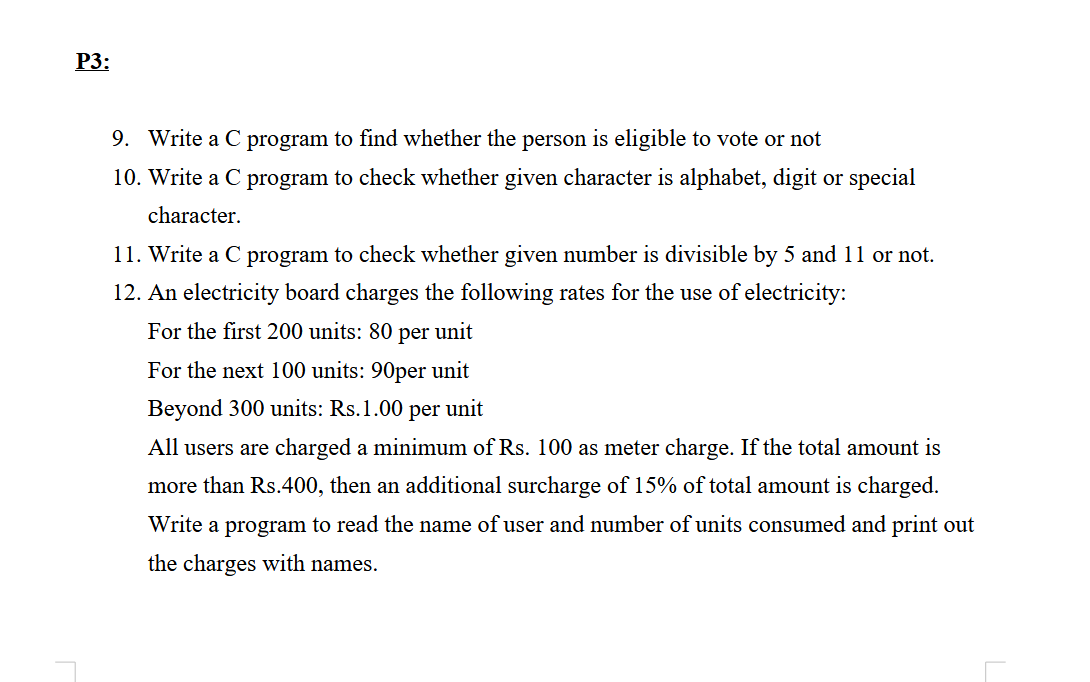 P3:
9. Write a C program to find whether the person is eligible to vote or not
10. Write a C program to check whether given character is alphabet, digit or special
character.
11. Write a C program to check whether given number is divisible by 5 and 11 or not.
12. An electricity board charges the following rates for the use of electricity:
For the first 200 units: 80 per unit
For the next 100 units: 90per unit
Beyond 300 units: Rs.1.00 per unit
All users are charged a minimum of Rs. 100 as meter charge. If the total amount is
more than Rs.400, then an additional surcharge of 15% of total amount is charged.
Write a program to read the name of user and number of units consumed and print out
the charges with names.